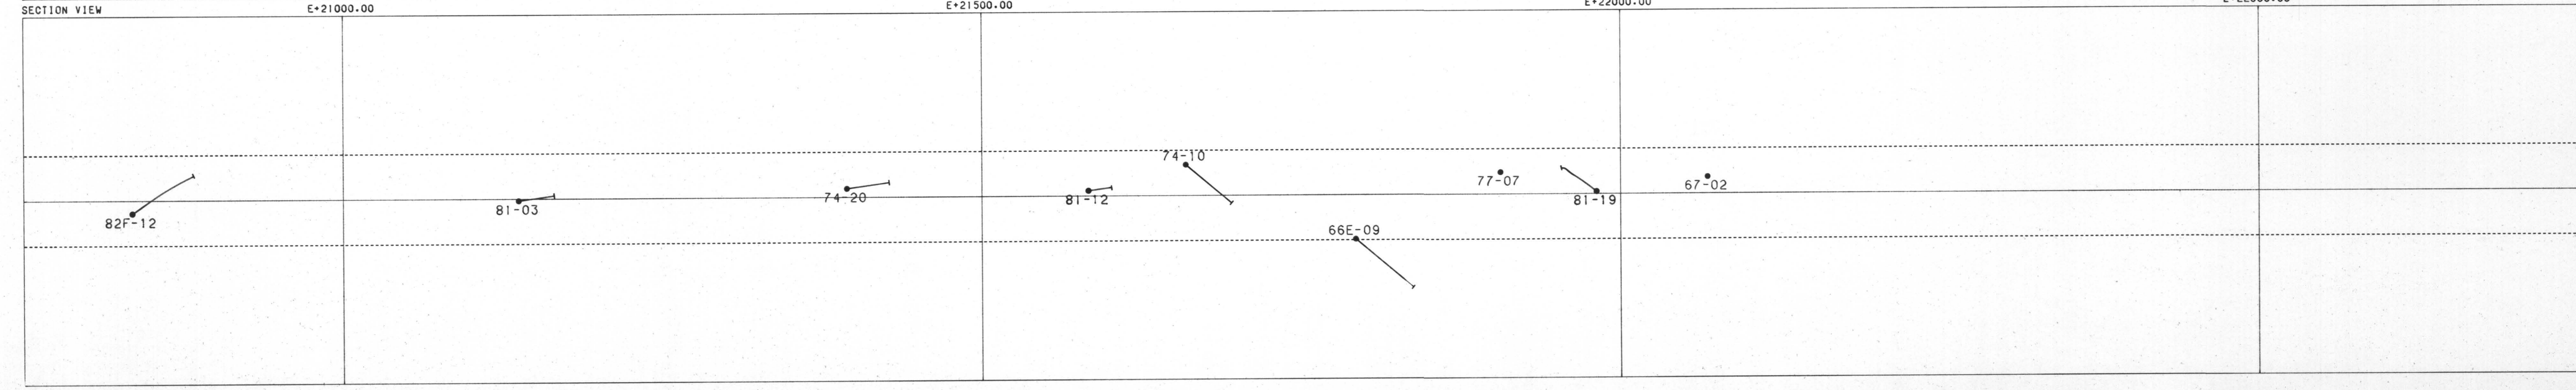 SECTION VIEW
E+21000.00
E+21500.00
E+22000.00
74-10
82F-12
81-03
74-20
81-12
66E-09
77-07
81-19
67-02